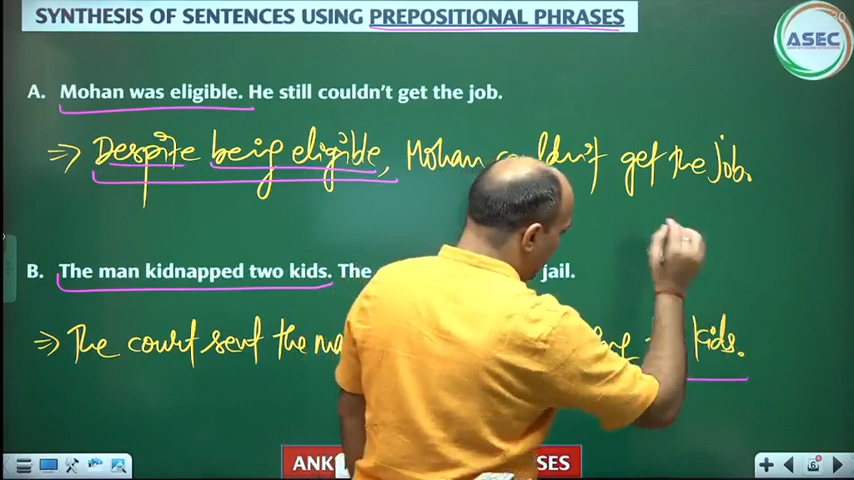 SYNTHESIS OF SENTENCES USING PREPOSITIONAL PHRASES
ASEC
A. Mohan was eligible. He still couldn't get the job.
⇒ Despite being eligible, Mohan couldn't get the job.
B. The man kidnapped two kids. The jail.
⇒ The court sent the kids.
ANK SES